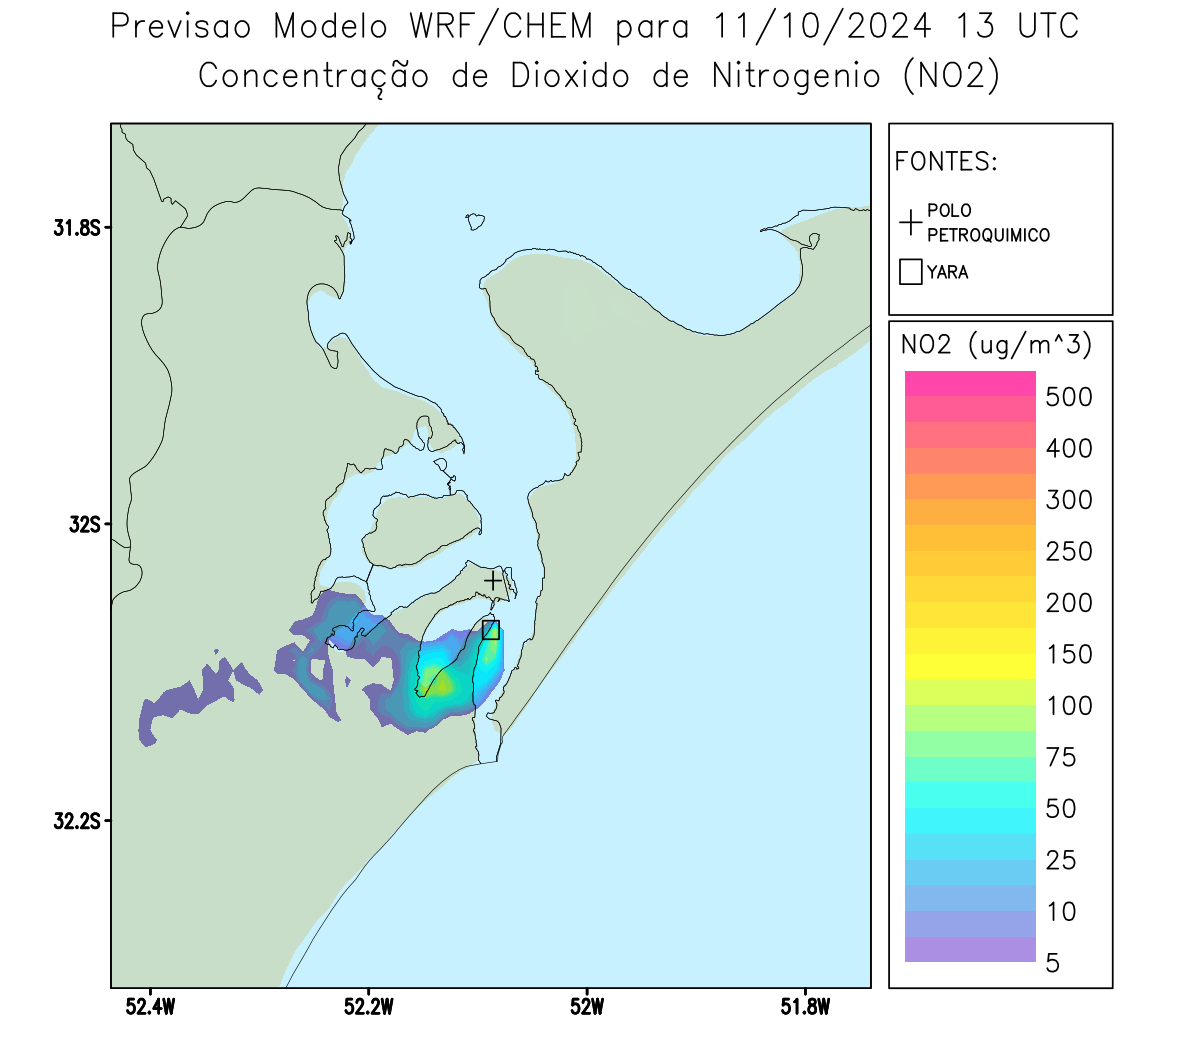 Previsao Modelo WRF/CHEM para 11/10/2024 13 UTC
Concentração de Dioxido de Nitrogenio (NO2)
FONTES:
POLO
PETROQUIMICO
YARA
31.8S
32S
32.2S
52.4W
52.2W
52W
51.8W
NO2 (ug/m^3)
500
400
300
250
200
150
100
75
50
25
10
5